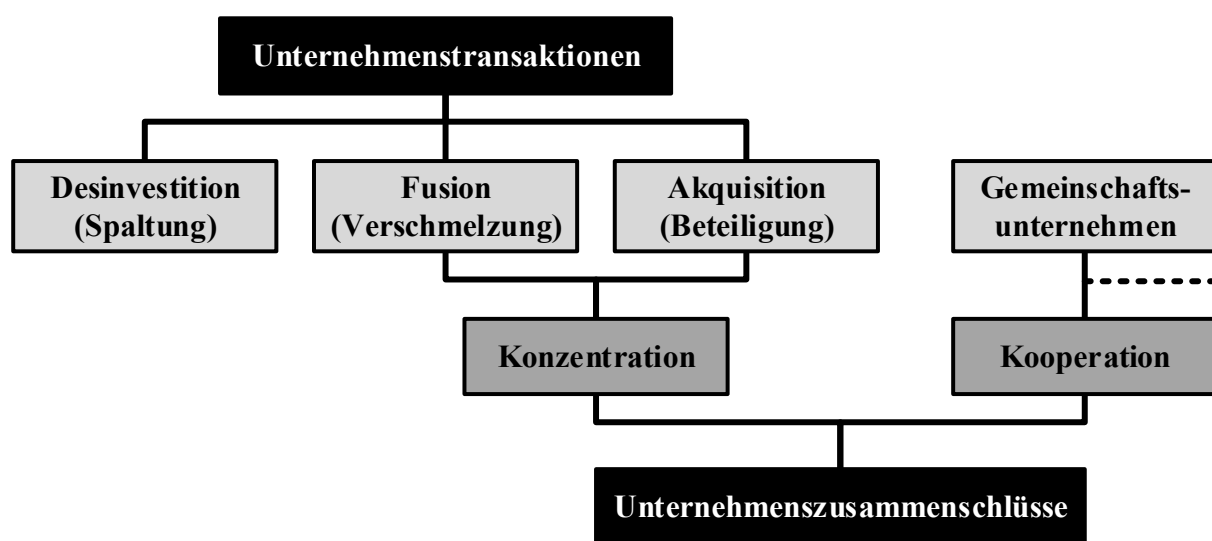 Unternehmenstransaktionen
Desinvestition
(Spaltung)
Fusion
(Verschmelzung)
Akquisition
(Beteiligung)
Gemeinschafts-
unternehmen
Konzentration
Kooperation
Unternehmenszusammenschlüsse